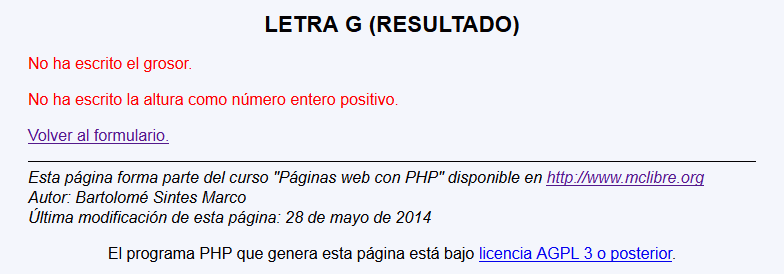 LETRA G (RESULTADO)
No ha escrito el grosor.
No ha escrito la altura como número entero positivo.
Volver al formulario.
Esta página forma parte del curso "Páginas web con PHP" disponible en http://www.mclibre.org
Autor: Bartolomé Sintes Marco
Última modificación de esta página: 28 de mayo de 2014
El programa PHP que genera esta página está bajo licencia AGPL 3 o posterior.